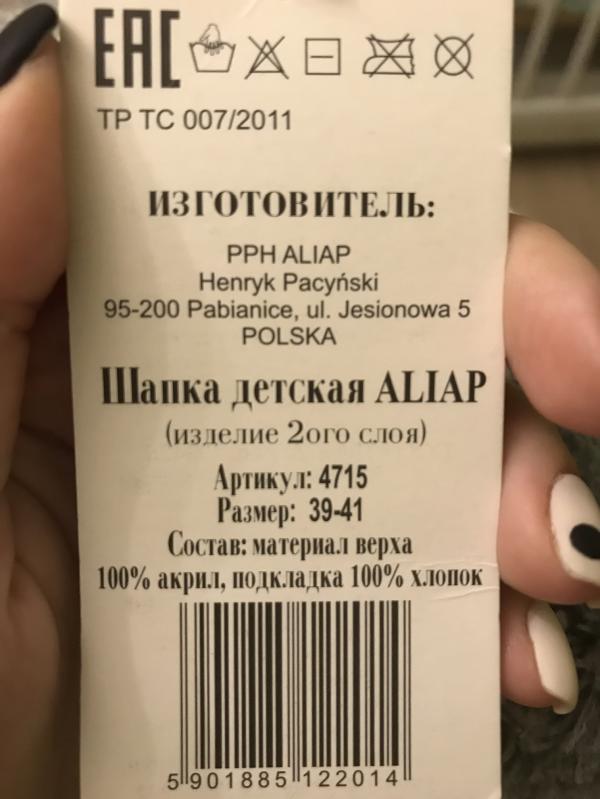 EAC
ТР ТС 007/2011
ИЗГОТОВИТЕЛЬ:
PPH ALIAP
Henryk Pacyński
95-200 Pabianice, ul. Jesionowa 5
POLSKA
Шапка детская ALIAP
(изделие 2ого слоя)
Артикул: 4715
Размер: 39-41
Состав: материал верха
100% акрил, подкладка 100% хлопок
5 901885 122014